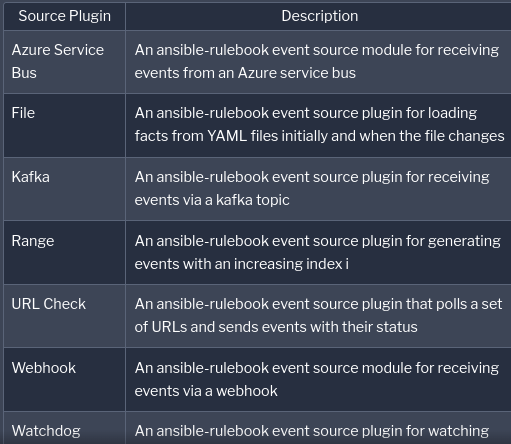 Source Plugin Description
Azure Service Bus An ansible-rulebook event source module for receiving
events from an Azure service bus
File An ansible-rulebook event source plugin for loading
facts from YAML files initially and when the file changes
Kafka An ansible-rulebook event source plugin for receiving
events via a kafka topic
Range An ansible-rulebook event source plugin for generating
events with an increasing index i
URL Check An ansible-rulebook event source plugin that polls a set
of URLs and sends events with their status
Webhook An ansible-rulebook event source module for receiving
events via a webhook
Watchdog An ansible-rulebook event source plugin for watching